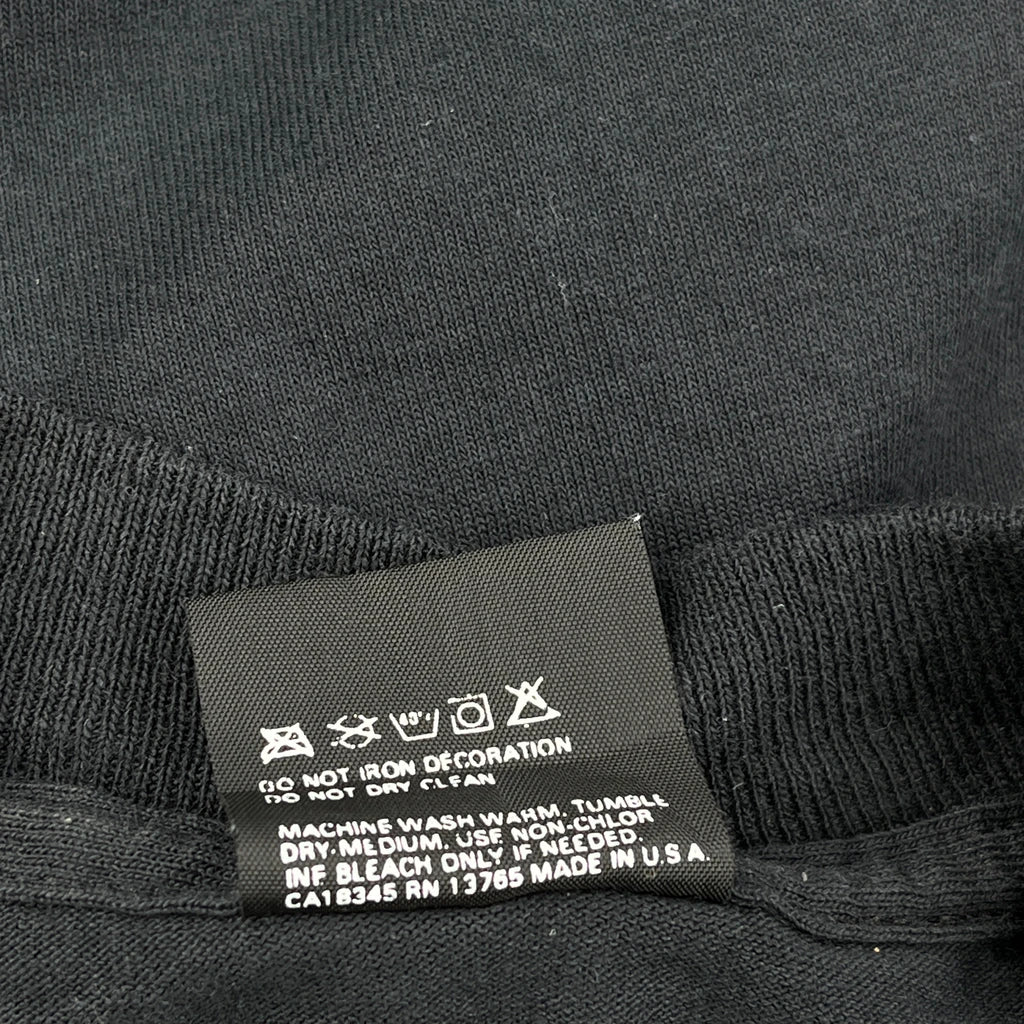 40°
DO NOT IRON DECORATION
DO NOT DRY CLEAN
MACHINE WASH WARM, TUMBLE
DRY-MEDIUM. USE NON-CHLOR
INE BLEACH ONLY IF NEEDED.
CA18345 RN 13765 MADE IN U.S.A.